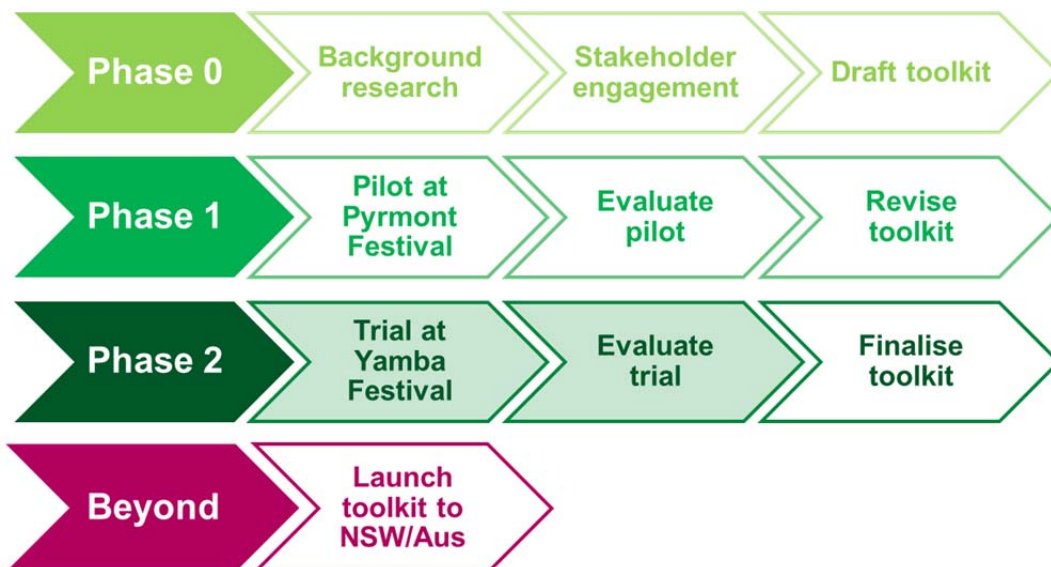 Phase 0
Background
research
Stakeholder
engagement
Draft toolkit
Phase 1
Pilot at
Pyrmont
Festival
Evaluate
pilot
Revise
toolkit
Phase 2
Trial at
Yamba
Festival
Evaluate
trial
Finalise
toolkit
Beyond
Launch
toolkit to
NSW/Aus